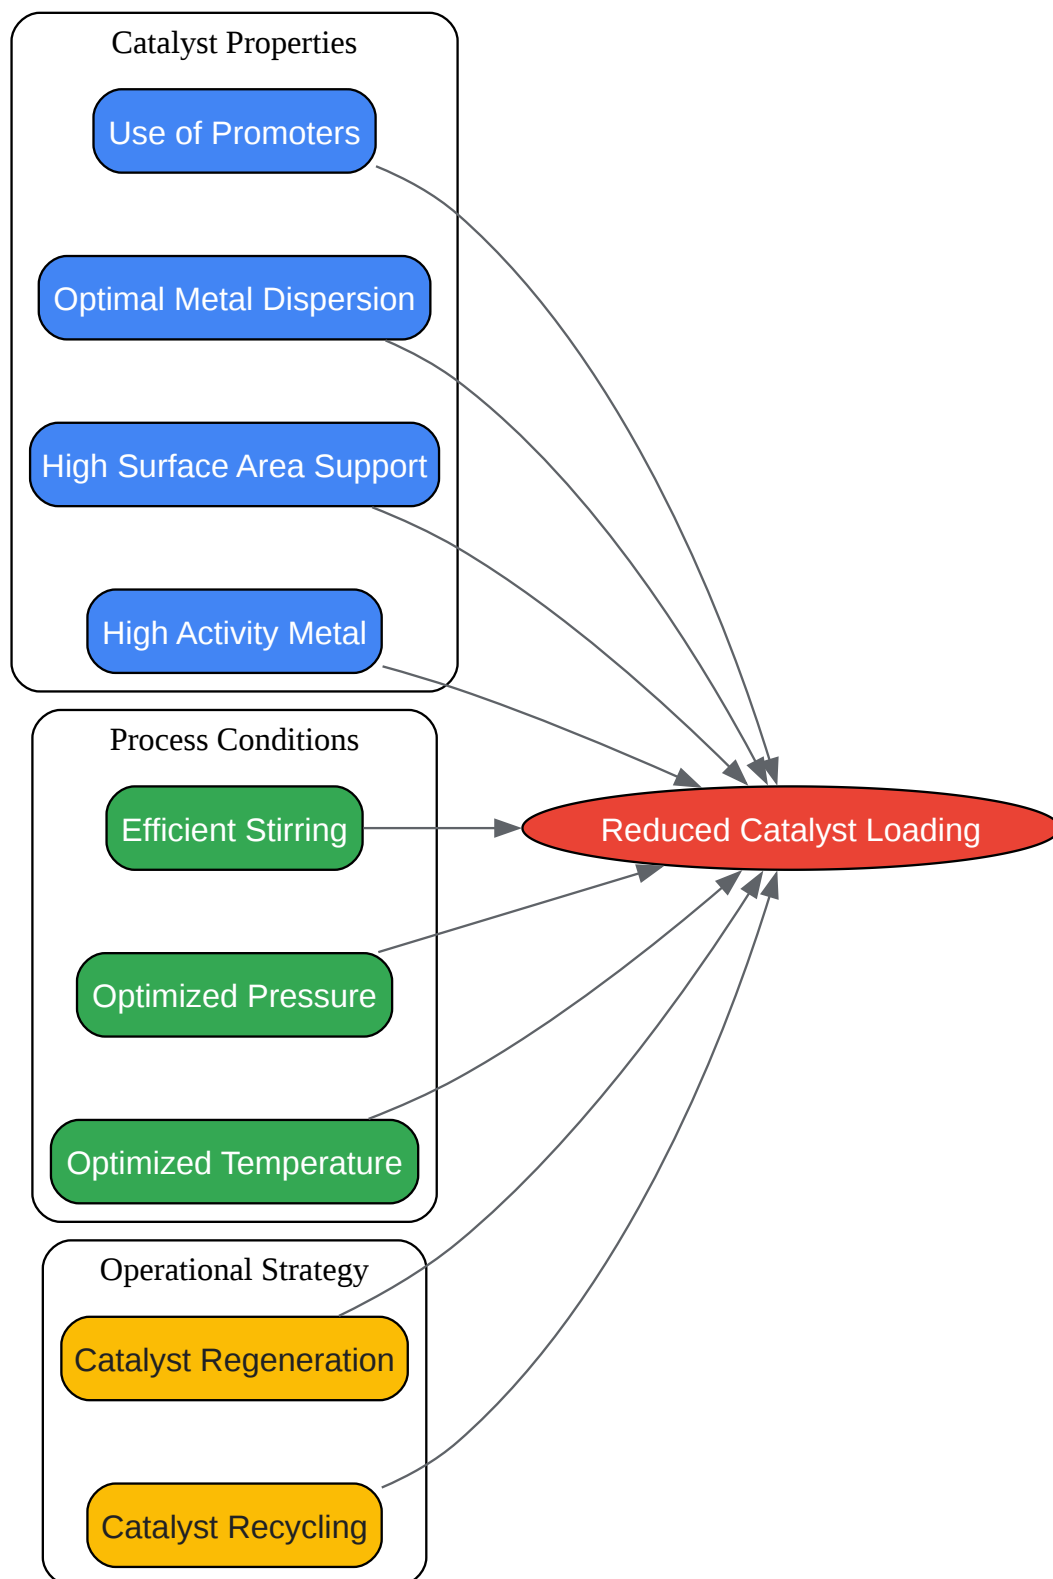 Catalyst Properties
Use of Promoters
Optimal Metal Dispersion
High Surface Area Support
High Activity Metal
Process Conditions
Efficient Stirring
Reduced Catalyst Loading
Optimized Pressure
Optimized Temperature
Operational Strategy
Catalyst Regeneration
Catalyst Recycling